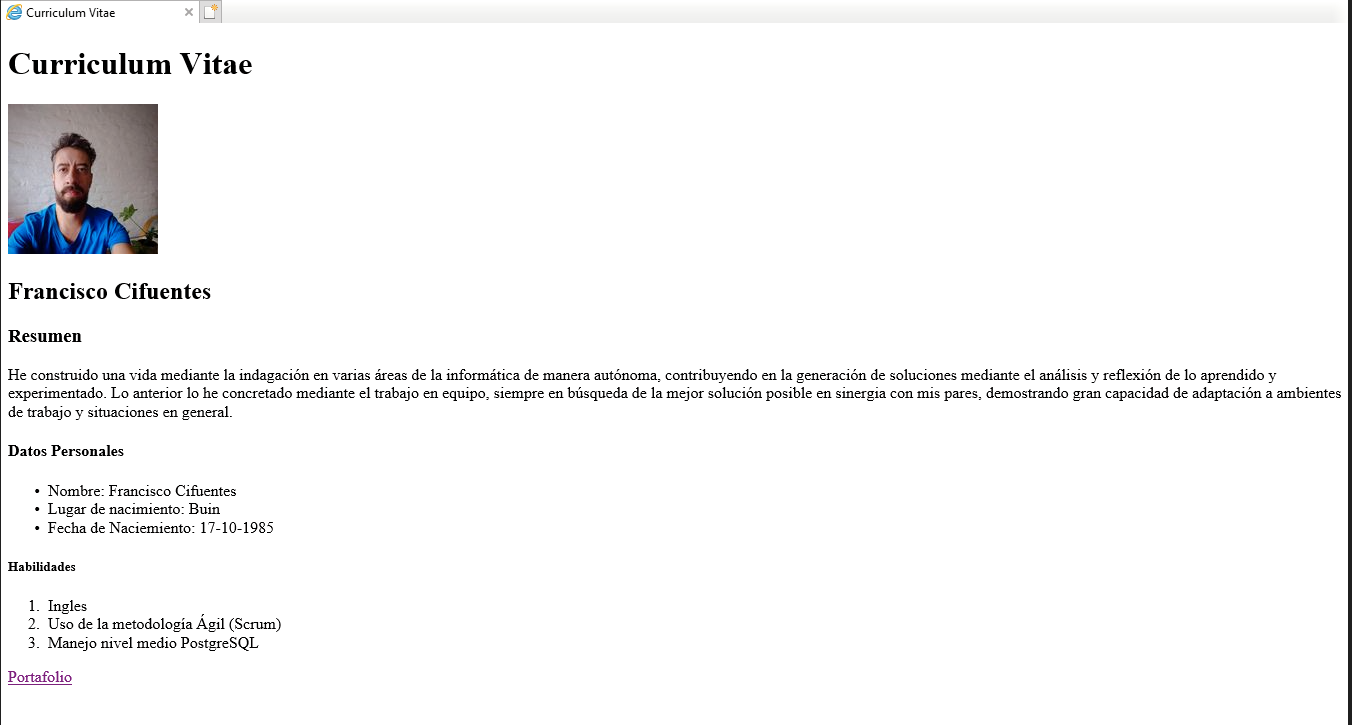 Curriculum Vitae
Curriculum Vitae
Francisco Cifuentes
Resumen
He construido una vida mediante la indagación en varias áreas de la informática de manera autónoma, contribuyendo en la generación de soluciones mediante el análisis y reflexión de lo aprendido y
experimentado. Lo anterior lo he concretado mediante el trabajo en equipo, siempre en búsqueda de la mejor solución posible en sinergia con mis pares, demostrando gran capacidad de adaptación a ambientes
de trabajo y situaciones en general.
Datos Personales
• Nombre: Francisco Cifuentes
• Lugar de nacimiento: Buin
• Fecha de Naciemiento: 17-10-1985
Habilidades
1. Ingles
2. Uso de la metodología Ágil (Scrum)
3. Manejo nivel medio PostgreSQL
Portafolio